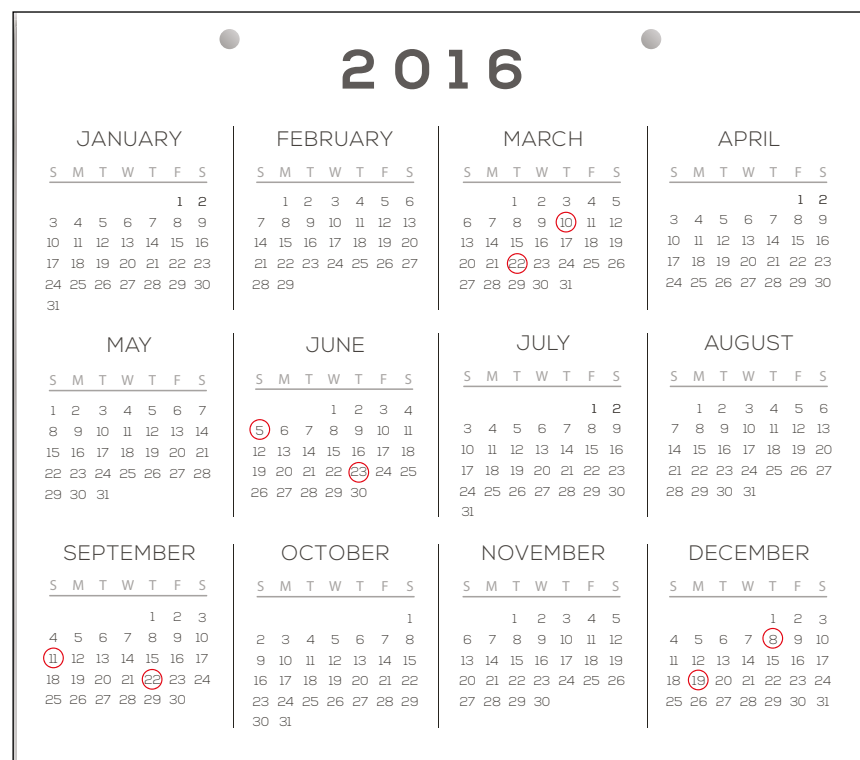 2016
JANUARY
S M T W T F S
1 2
3 4 5 6 7 8 9
10 11 12 13 14 15 16
17 18 19 20 21 22 23
24 25 26 27 28 29 30
31
FEBRUARY
S M T W T F S
1 2 3 4 5 6
7 8 9 10 11 12 13
14 15 16 17 18 19 20
21 22 23 24 25 26 27
28 29
MARCH
S M T W T F S
1 2 3 4 5
6 7 8 9 10 11 12
13 14 15 16 17 18 19
20 21 22 23 24 25 26
27 28 29 30 31
APRIL
S M T W T F S
1 2
3 4 5 6 7 8 9
10 11 12 13 14 15 16
17 18 19 20 21 22 23
24 25 26 27 28 29 30
MAY
S M T W T F S
1 2 3 4 5 6 7
8 9 10 11 12 13 14
15 16 17 18 19 20 21
22 23 24 25 26 27 28
29 30 31
JUNE
S M T W T F S
1 2 3 4
5 6 7 8 9 10 11
12 13 14 15 16 17 18
19 20 21 22 23 24 25
26 27 28 29 30
JULY
S M T W T F S
1 2
3 4 5 6 7 8 9
10 11 12 13 14 15 16
17 18 19 20 21 22 23
24 25 26 27 28 29 30
31
AUGUST
S M T W T F S
1 2 3 4 5 6
7 8 9 10 11 12 13
14 15 16 17 18 19 20
21 22 23 24 25 26 27
28 29 30 31
SEPTEMBER
S M T W T F S
1 2 3
4 5 6 7 8 9 10
11 12 13 14 15 16 17
18 19 20 21 22 23 24
25 26 27 28 29 30
OCTOBER
S M T W T F S
1
2 3 4 5 6 7 8
9 10 11 12 13 14 15
16 17 18 19 20 21 22
23 24 25 26 27 28 29
30 31
NOVEMBER
S M T W T F S
1 2 3 4 5
6 7 8 9 10 11 12
13 14 15 16 17 18 19
20 21 22 23 24 25 26
27 28 29 30
DECEMBER
S M T W T F S
1 2 3
4 5 6 7 8 9 10
11 12 13 14 15 16 17
18 19 20 21 22 23 24
25 26 27 28 29 30 31